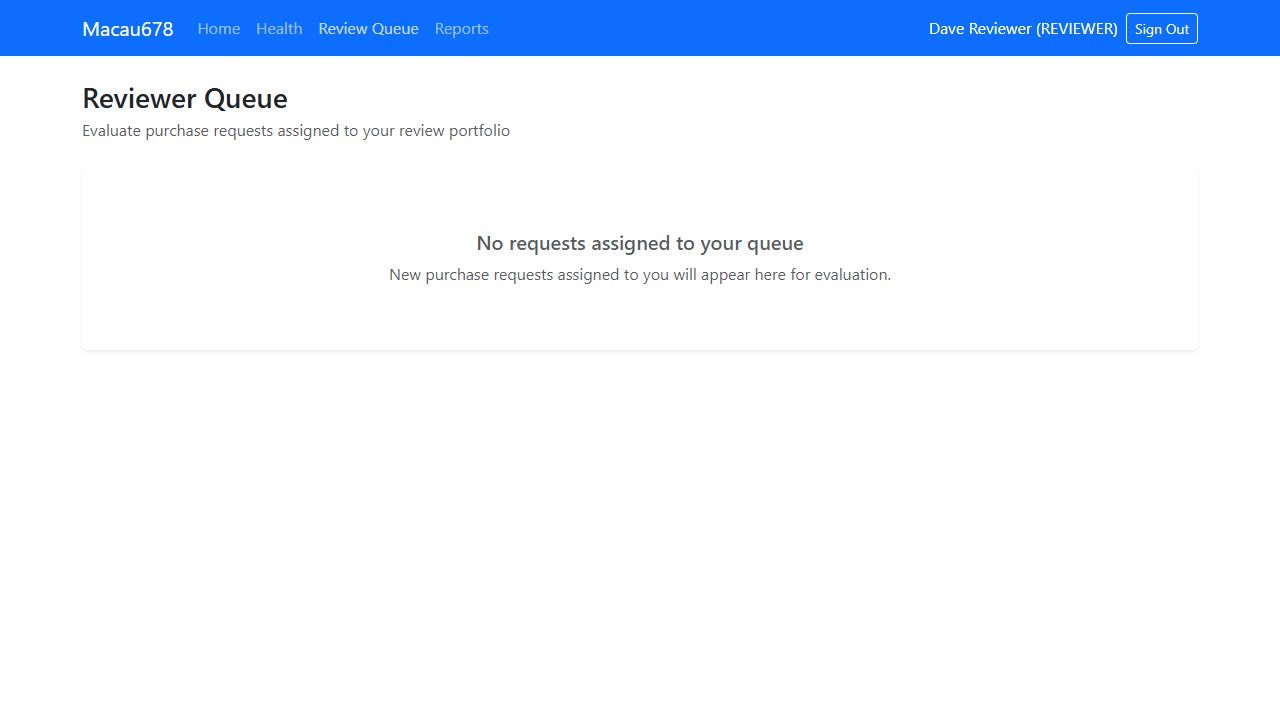 Macau678 Home Health Review Queue Reports Dave Reviewer (REVIEWER) Sign Out
Reviewer Queue
Evaluate purchase requests assigned to your review portfolio
No requests assigned to your queue
New purchase requests assigned to you will appear here for evaluation.